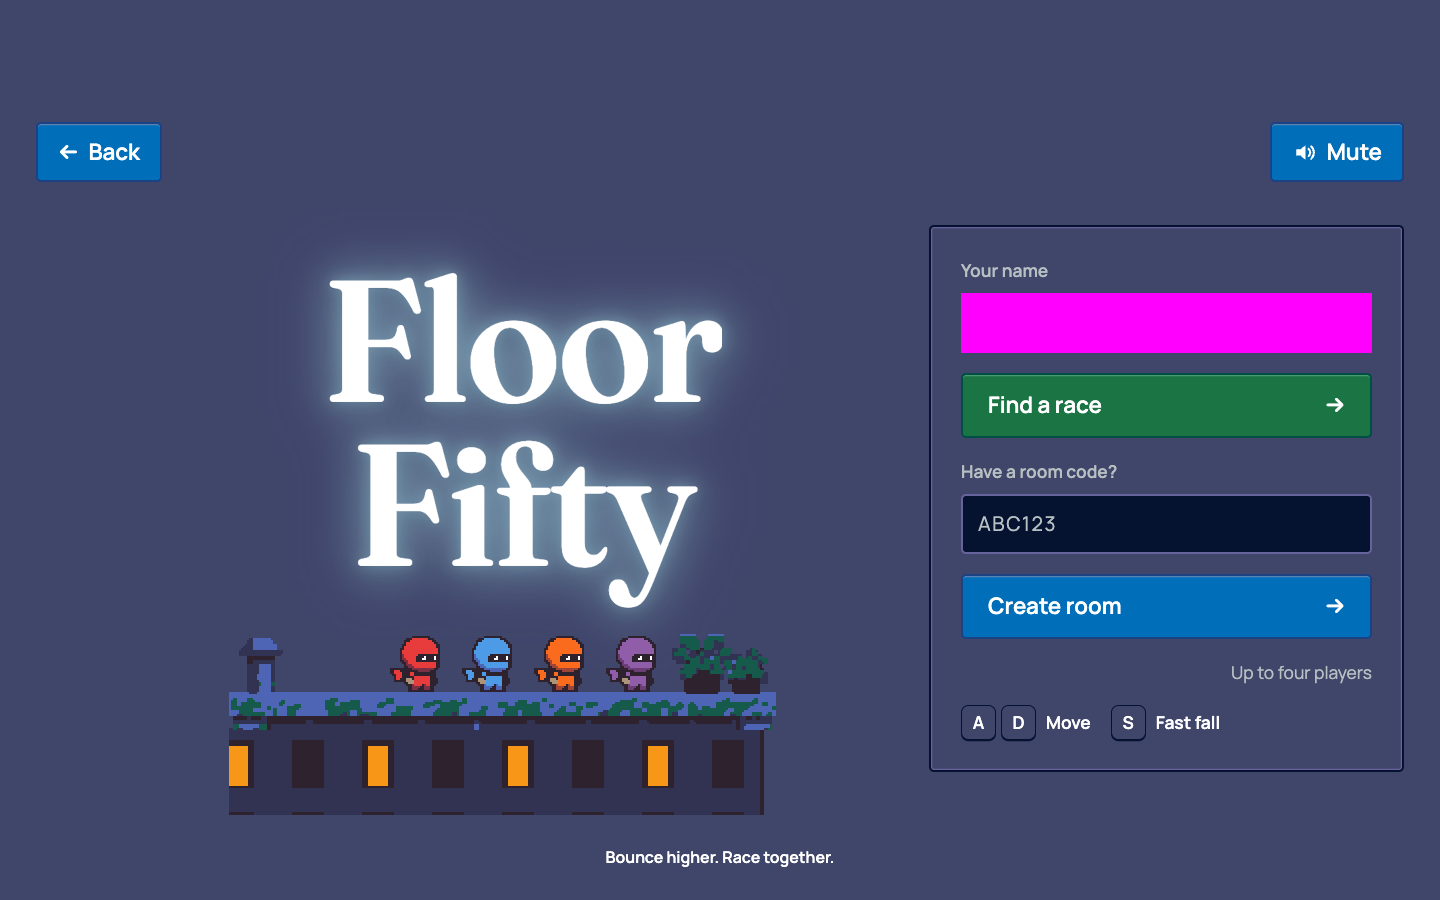 Back
Mute
Floor
Fifty
Your name
Find a race
Have a room code?
ABC123
Create room
Up to four players
A D Move S Fast fall
Bounce higher. Race together.